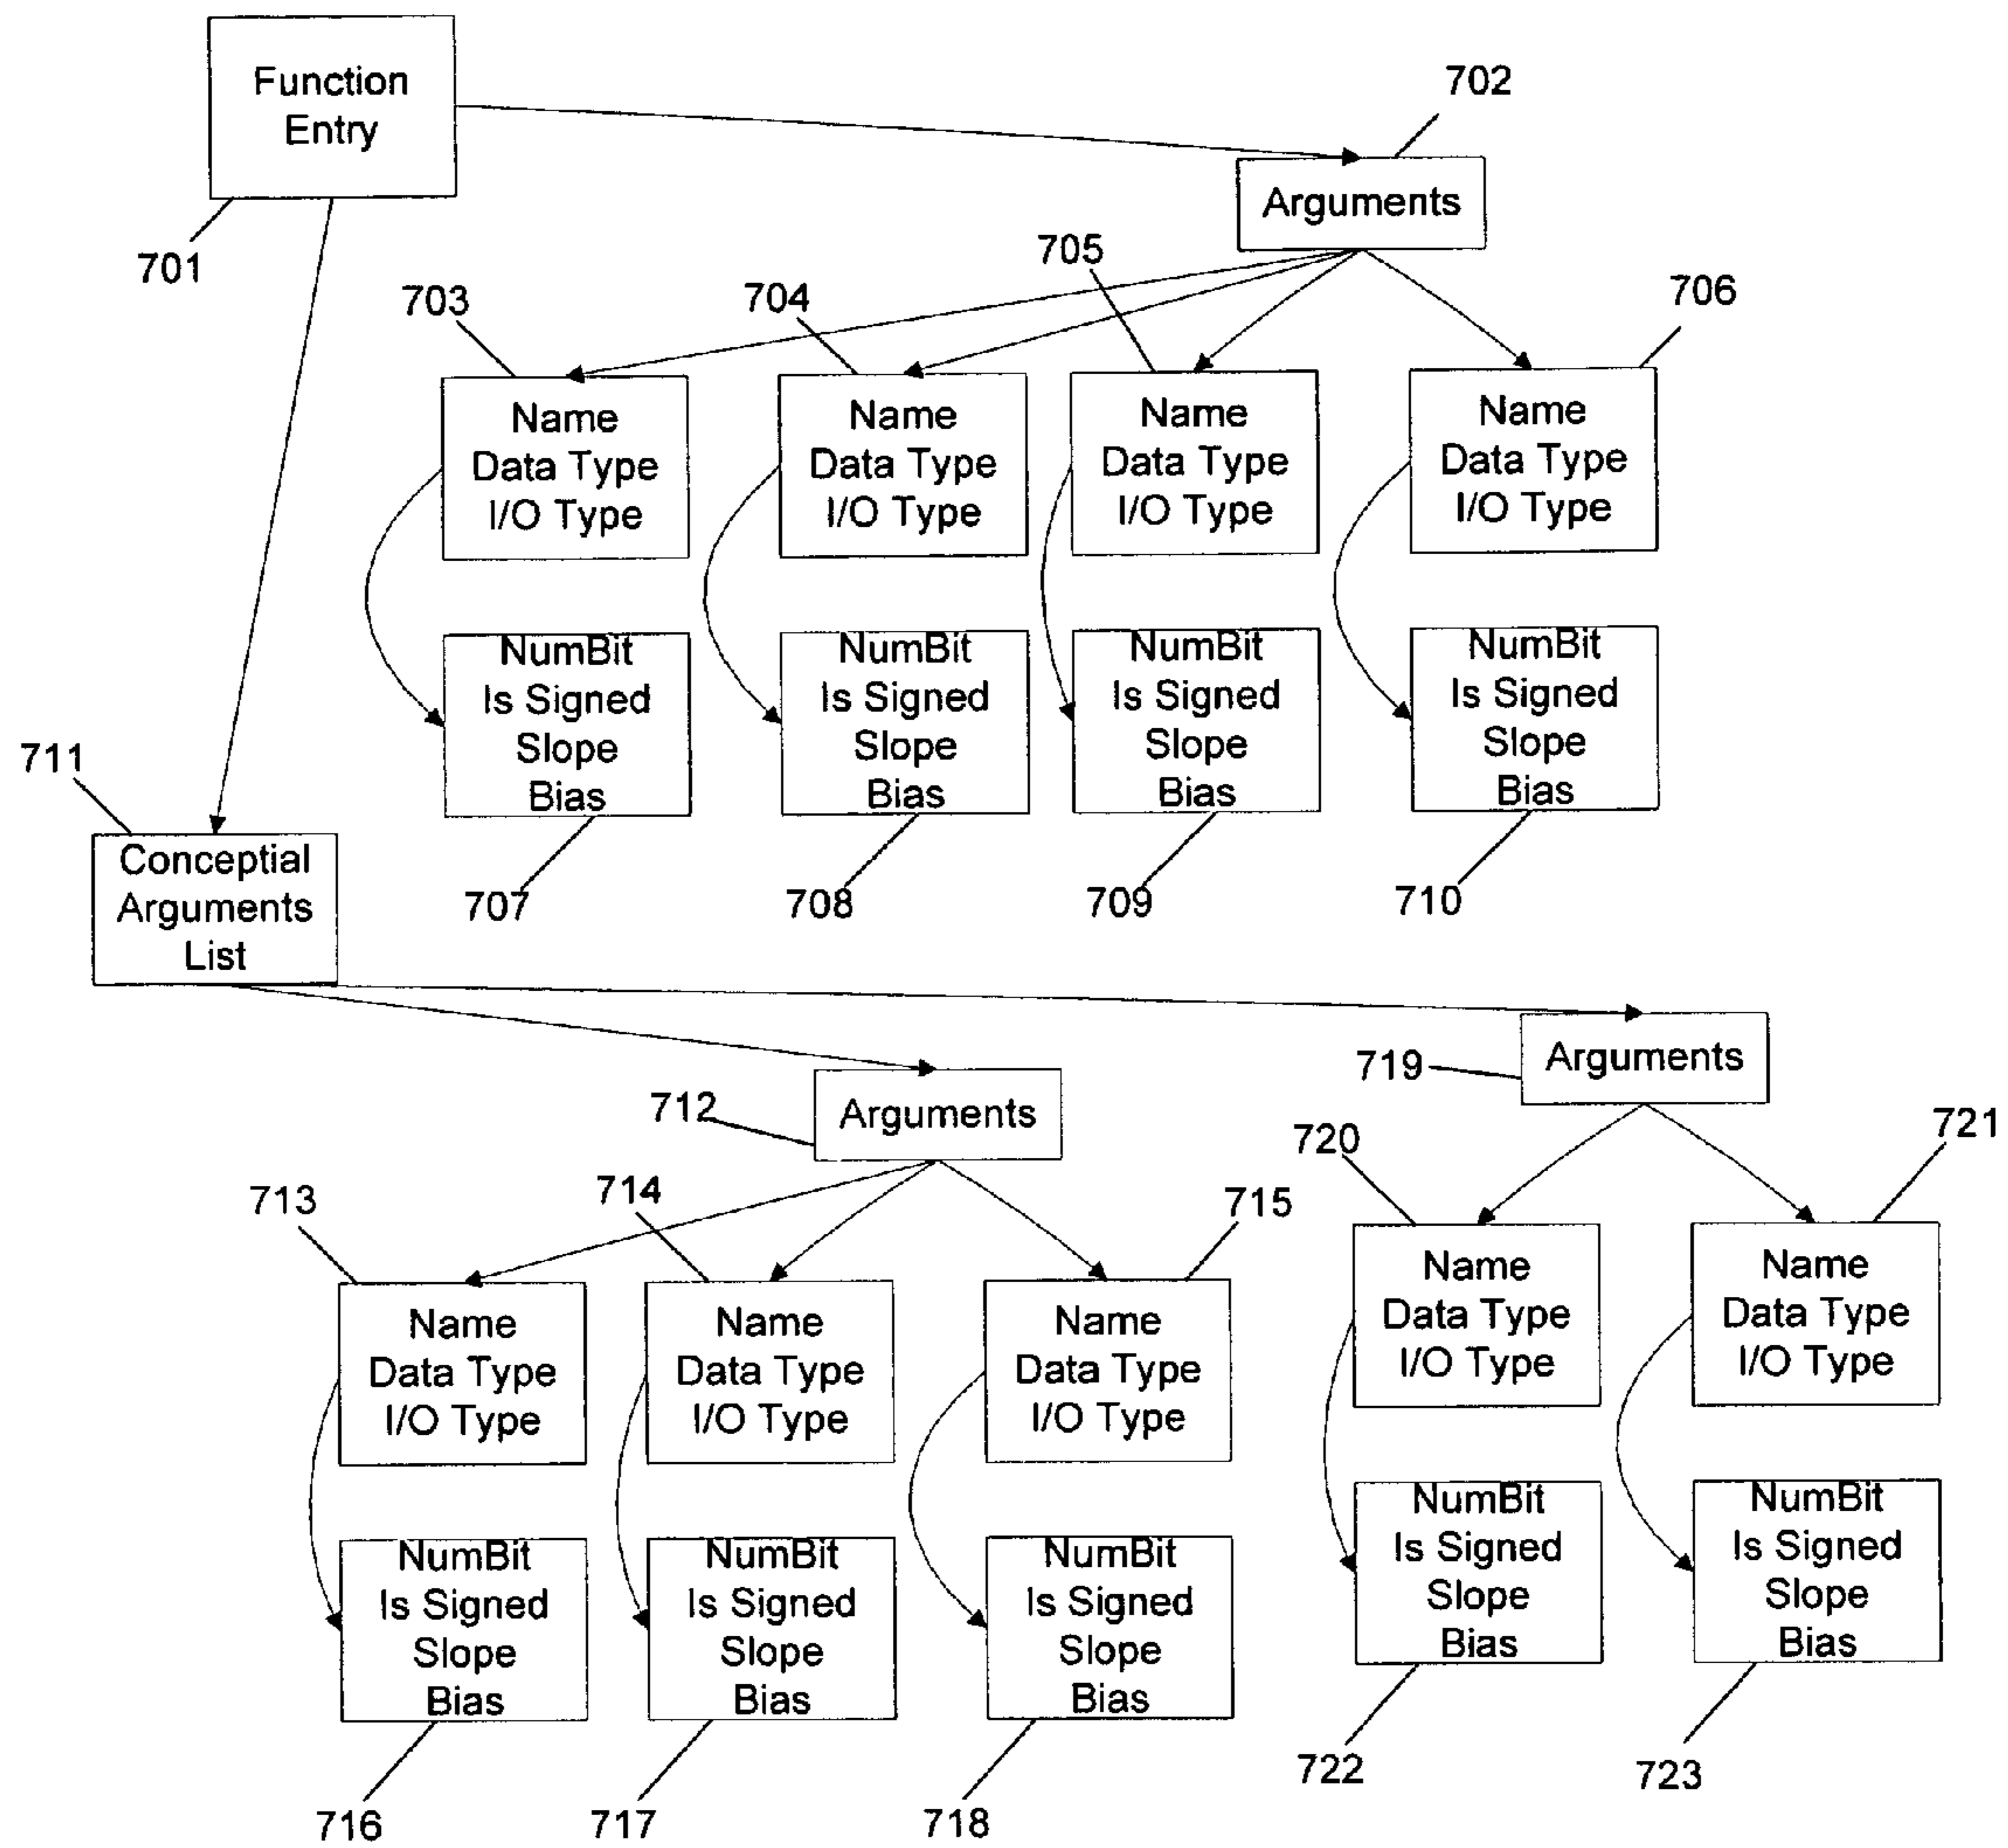 Function
Entry
701
702
Arguments
703
704
705
706
Name
Data Type
I/O Type
Name
Data Type
I/O Type
Name
Data Type
I/O Type
Name
Data Type
I/O Type
NumBit
Is Signed
Slope
Bias
NumBit
Is Signed
Slope
Bias
NumBit
Is Signed
Slope
Bias
NumBit
Is Signed
Slope
Bias
707
708
709
710
711
Conceptial
Arguments
List
712
Arguments
719
Arguments
713
714
715
720
721
Name
Data Type
I/O Type
Name
Data Type
I/O Type
Name
Data Type
I/O Type
Name
Data Type
I/O Type
Name
Data Type
I/O Type
NumBit
Is Signed
Slope
Bias
NumBit
Is Signed
Slope
Bias
NumBit
Is Signed
Slope
Bias
NumBit
Is Signed
Slope
Bias
NumBit
Is Signed
Slope
Bias
716
717
718
722
723